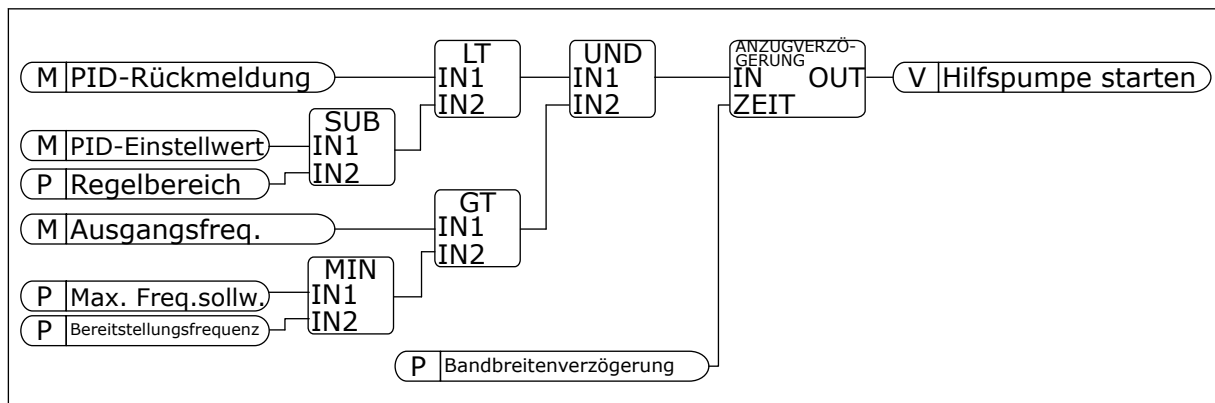 LT
IN1
IN2
UND
IN1
IN2
ANZUGVERZÖ-
GERUNG
IN OUT
ZEIT
M PID-Rückmeldung
V Hilfspumpe starten
SUB
IN1
IN2
M PID-Einstellwert
P Regelbereich
GT
IN1
IN2
M Ausgangsfreq.
MIN
IN1
IN2
P Max. Freq.sollw.
P Bereitstellungsfrequenz
P Bandbreitenverzögerung